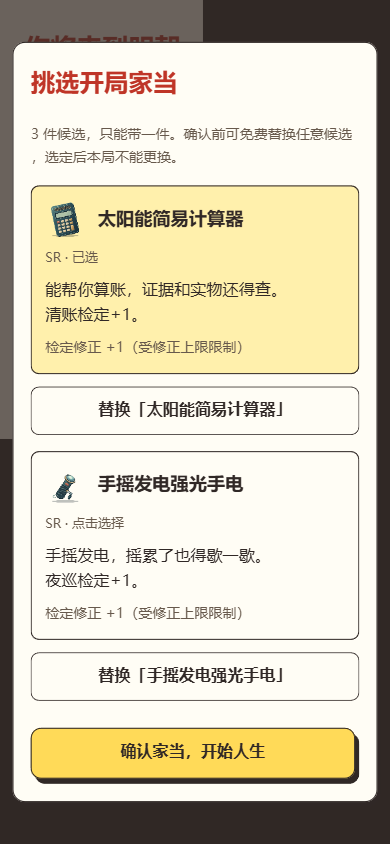 挑选开局家当
3 件候选，只能带一件。确认前可免费替换任意候选
，选定后本局不能更换。
太阳能简易计算器
SR · 已选
能帮你算账，证据和实物还得查。
清账检定+1。
检定修正 +1（受修正上限限制）
替换「太阳能简易计算器」
手摇发电强光手电
SR · 点击选择
手摇发电，摇累了也得歇一歇。
夜巡检定+1。
检定修正 +1（受修正上限限制）
替换「手摇发电强光手电」
确认家当，开始人生